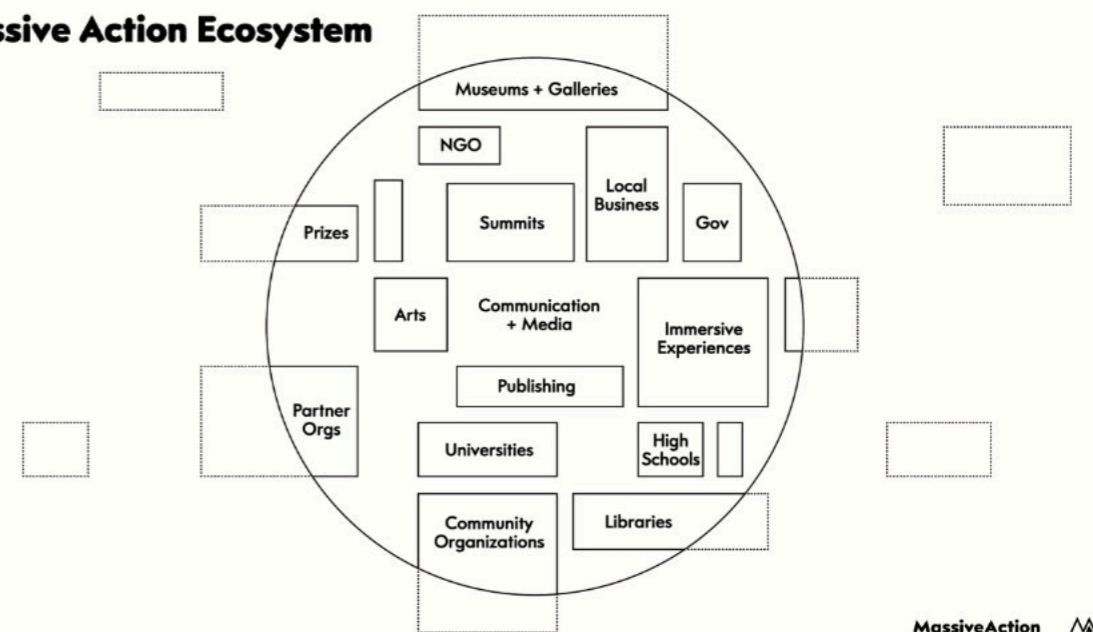 ssive Action Ecosystem
Museums + Galleries
NGO
Local
Business
Prizes
Summits
Gov
Arts
Communication
+ Media
Immersive
Experiences
Publishing
Partner
Orgs
Universities
High
Schools
Community
Organizations
Libraries
MassiveAction